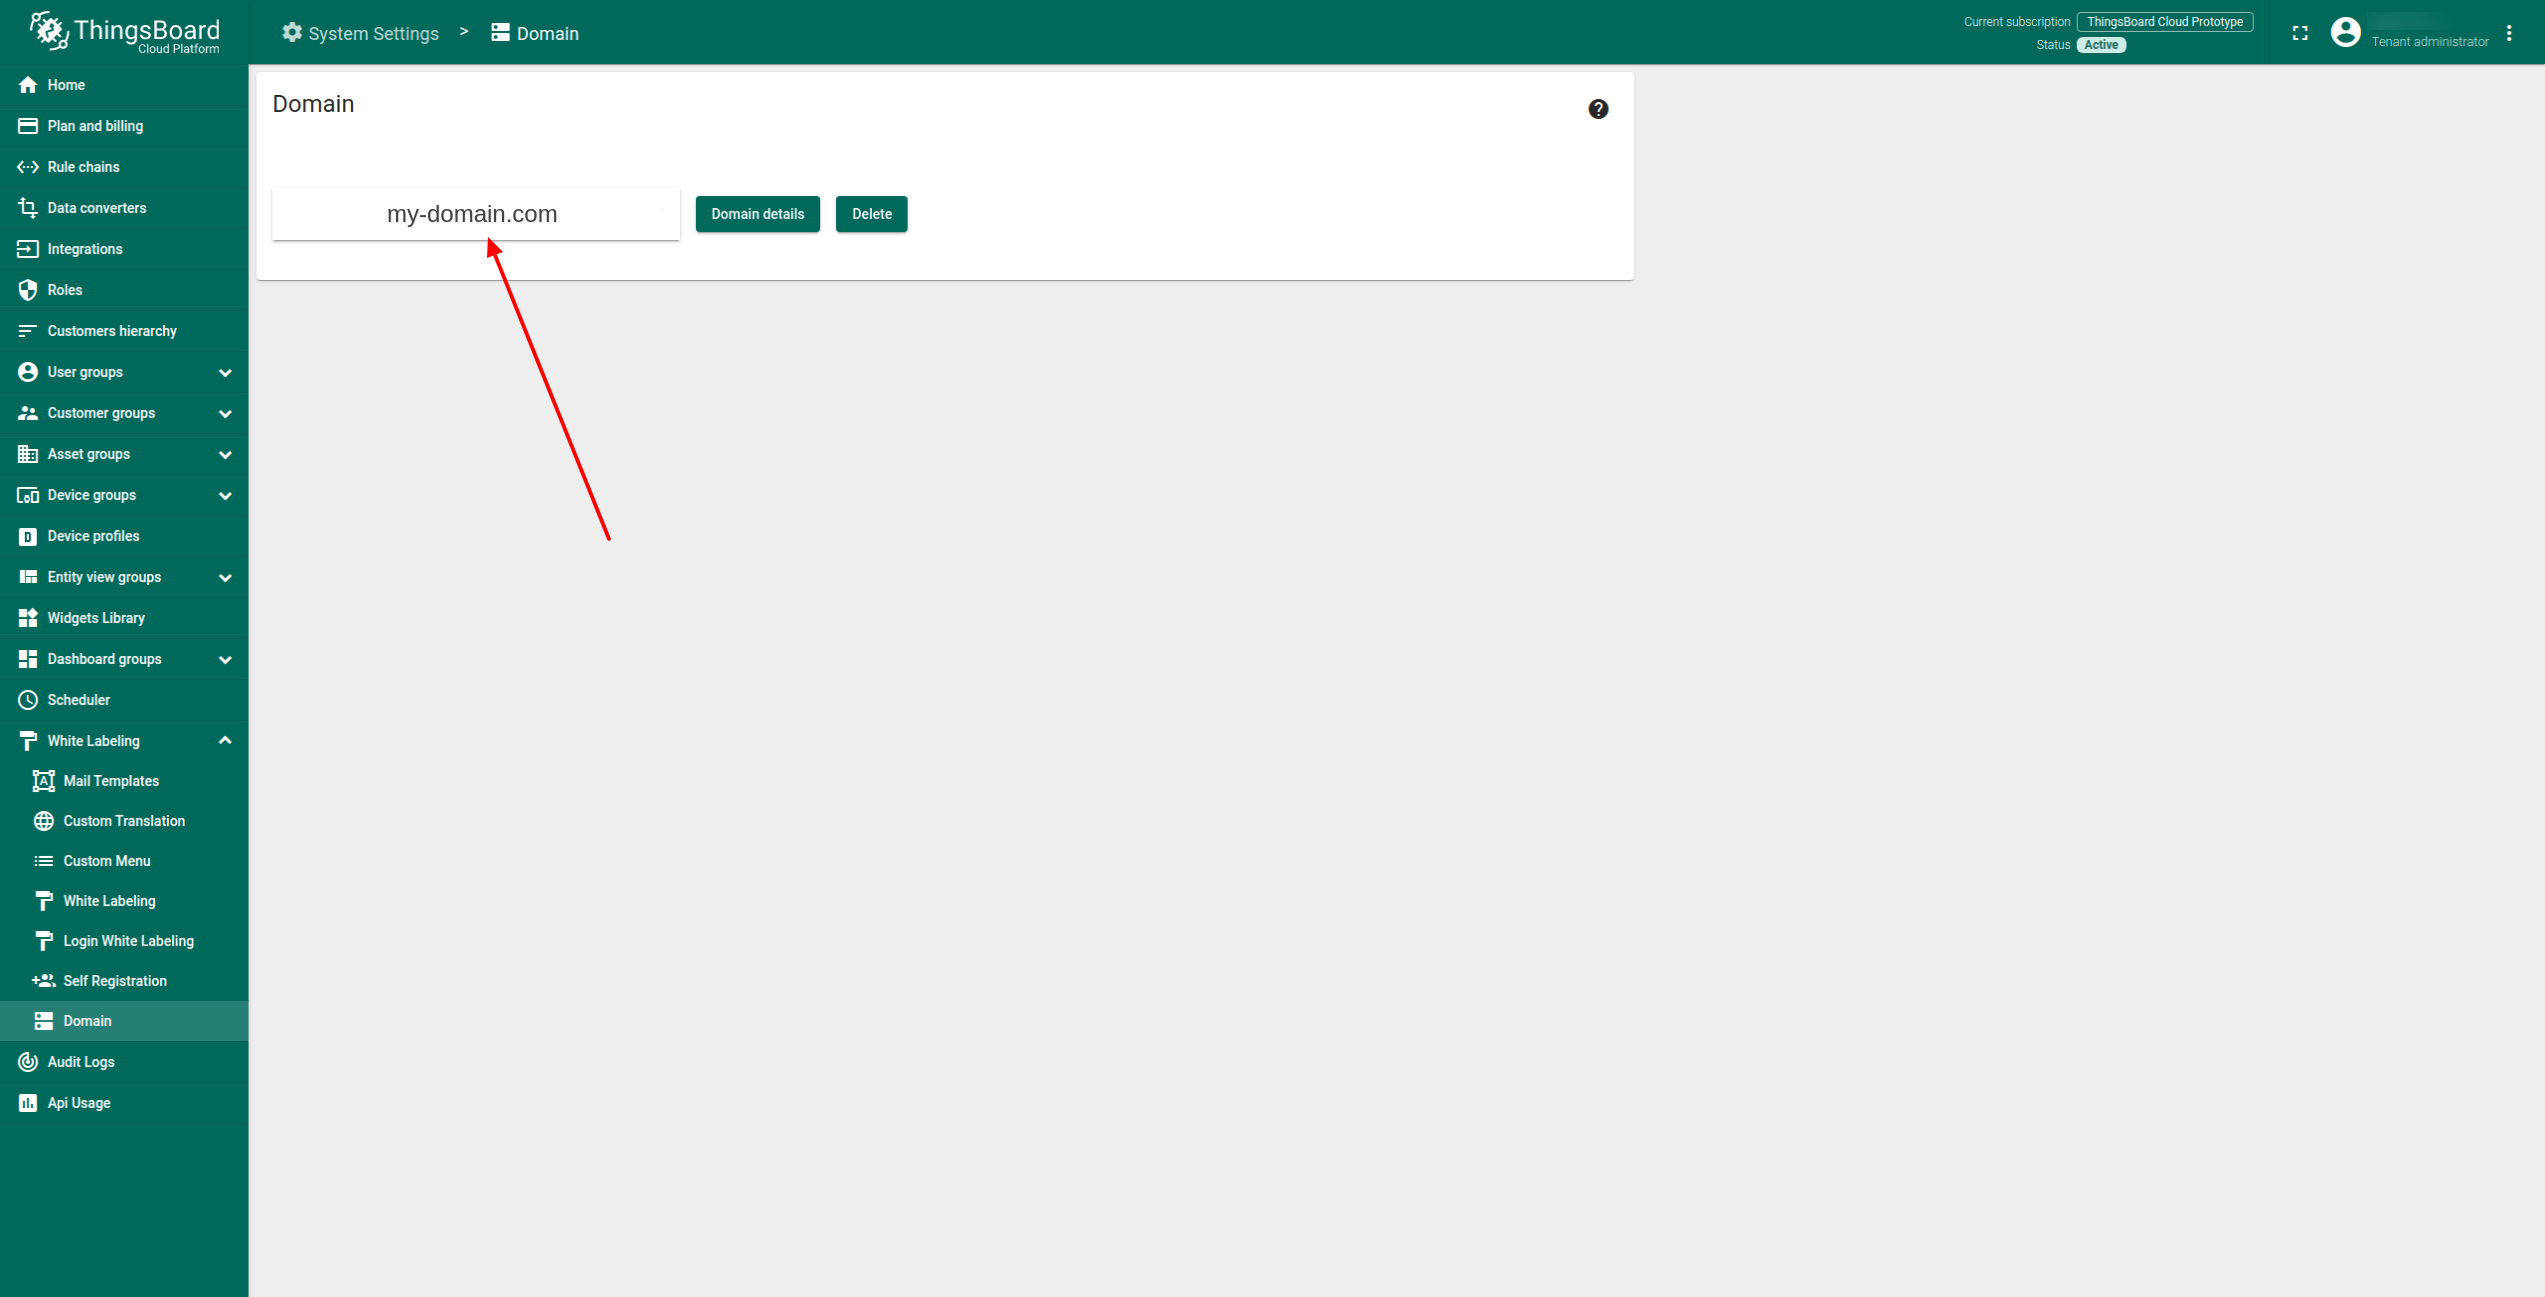 ThingsBoard
Cloud Platform
System Settings > Domain
Current subscription ThingsBoard Cloud Prototype
Status Active
Tenant administrator
Home
Plan and billing
Rule chains
Data converters
Integrations
Roles
Customers hierarchy
User groups
Customer groups
Asset groups
Device groups
Device profiles
Entity view groups
Widgets Library
Dashboard groups
Scheduler
White Labeling
Mail Templates
Custom Translation
Custom Menu
White Labeling
Login White Labeling
Self Registration
Domain
Audit Logs
Api Usage
Domain
my-domain.com
Domain details
Delete